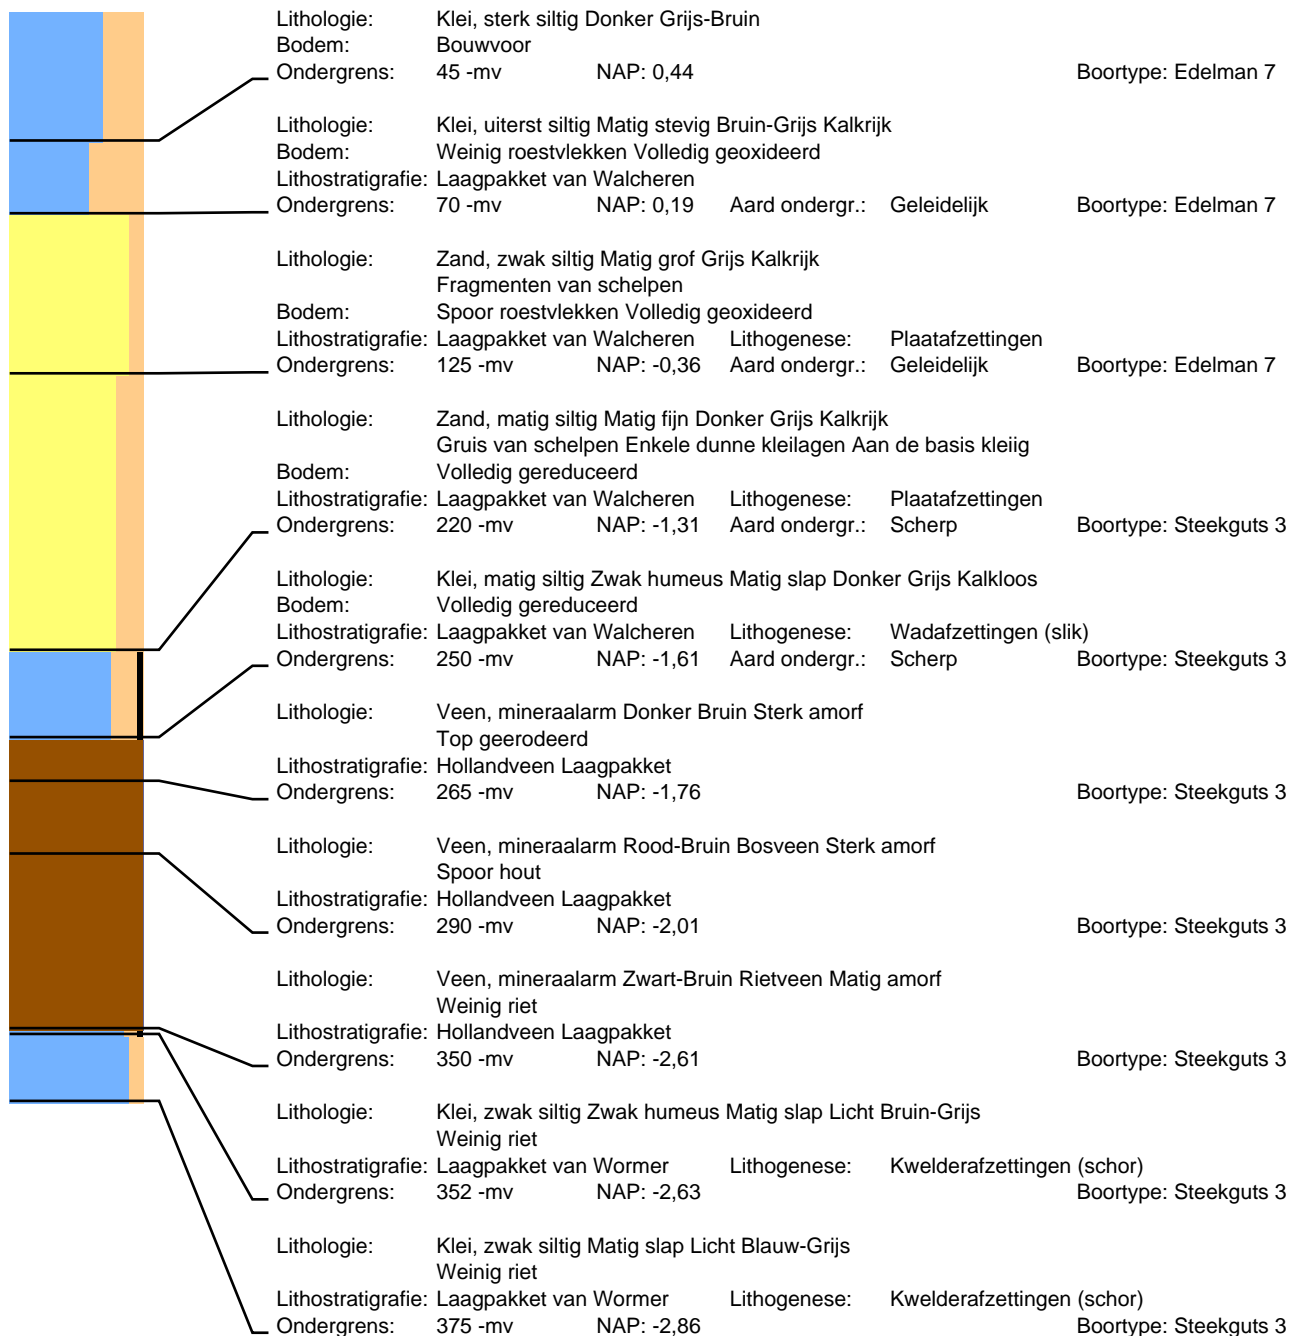 Lithologie: Klei, sterk siltig Donker Grijs-Bruin
Bodem: Bouwvoor
Ondergrens: 45 -mv NAP: 0,44 Boortype: Edelman 7
Lithologie: Klei, uiterst siltig Matig stevig Bruin-Grijs Kalkrijk
Bodem: Weinig roestvlekken Volledig geoxideerd
Lithostratigrafie: Laagpakket van Walcheren
Ondergrens: 70 -mv NAP: 0,19 Aard ondergr.: Geleidelijk Boortype: Edelman 7
Lithologie: Zand, zwak siltig Matig grof Grijs Kalkrijk
Fragmenten van schelpen
Bodem: Spoor roestvlekken Volledig geoxideerd
Lithostratigrafie: Laagpakket van Walcheren Lithogenese: Plaatafzettingen
Ondergrens: 125 -mv NAP: -0,36 Aard ondergr.: Geleidelijk Boortype: Edelman 7
Lithologie: Zand, matig siltig Matig fijn Donker Grijs Kalkrijk
Gruis van schelpen Enkele dunne kleilagen Aan de basis kleiig
Bodem: Volledig gereduceerd
Lithostratigrafie: Laagpakket van Walcheren Lithogenese: Plaatafzettingen
Ondergrens: 220 -mv NAP: -1,31 Aard ondergr.: Scherp Boortype: Steekguts 3
Lithologie: Klei, matig siltig Zwak humeus Matig slap Donker Grijs Kalkloos
Bodem: Volledig gereduceerd
Lithostratigrafie: Laagpakket van Walcheren Lithogenese: Wadafzettingen (slik)
Ondergrens: 250 -mv NAP: -1,61 Aard ondergr.: Scherp Boortype: Steekguts 3
Lithologie: Veen, mineraalarm Donker Bruin Sterk amorf
Top geerodeerd
Lithostratigrafie: Hollandveen Laagpakket
Ondergrens: 265 -mv NAP: -1,76 Boortype: Steekguts 3
Lithologie: Veen, mineraalarm Rood-Bruin Bosveen Sterk amorf
Spoor hout
Lithostratigrafie: Hollandveen Laagpakket
Ondergrens: 290 -mv NAP: -2,01 Boortype: Steekguts 3
Lithologie: Veen, mineraalarm Zwart-Bruin Rietveen Matig amorf
Weinig riet
Lithostratigrafie: Hollandveen Laagpakket
Ondergrens: 350 -mv NAP: -2,61 Boortype: Steekguts 3
Lithologie: Klei, zwak siltig Zwak humeus Matig slap Licht Bruin-Grijs
Weinig riet
Lithostratigrafie: Laagpakket van Wormer Lithogenese: Kwelderafzettingen (schor)
Ondergrens: 352 -mv NAP: -2,63 Boortype: Steekguts 3
Lithologie: Klei, zwak siltig Matig slap Licht Blauw-Grijs
Weinig riet
Lithostratigrafie: Laagpakket van Wormer Lithogenese: Kwelderafzettingen (schor)
Ondergrens: 375 -mv NAP: -2,86 Boortype: Steekguts 3